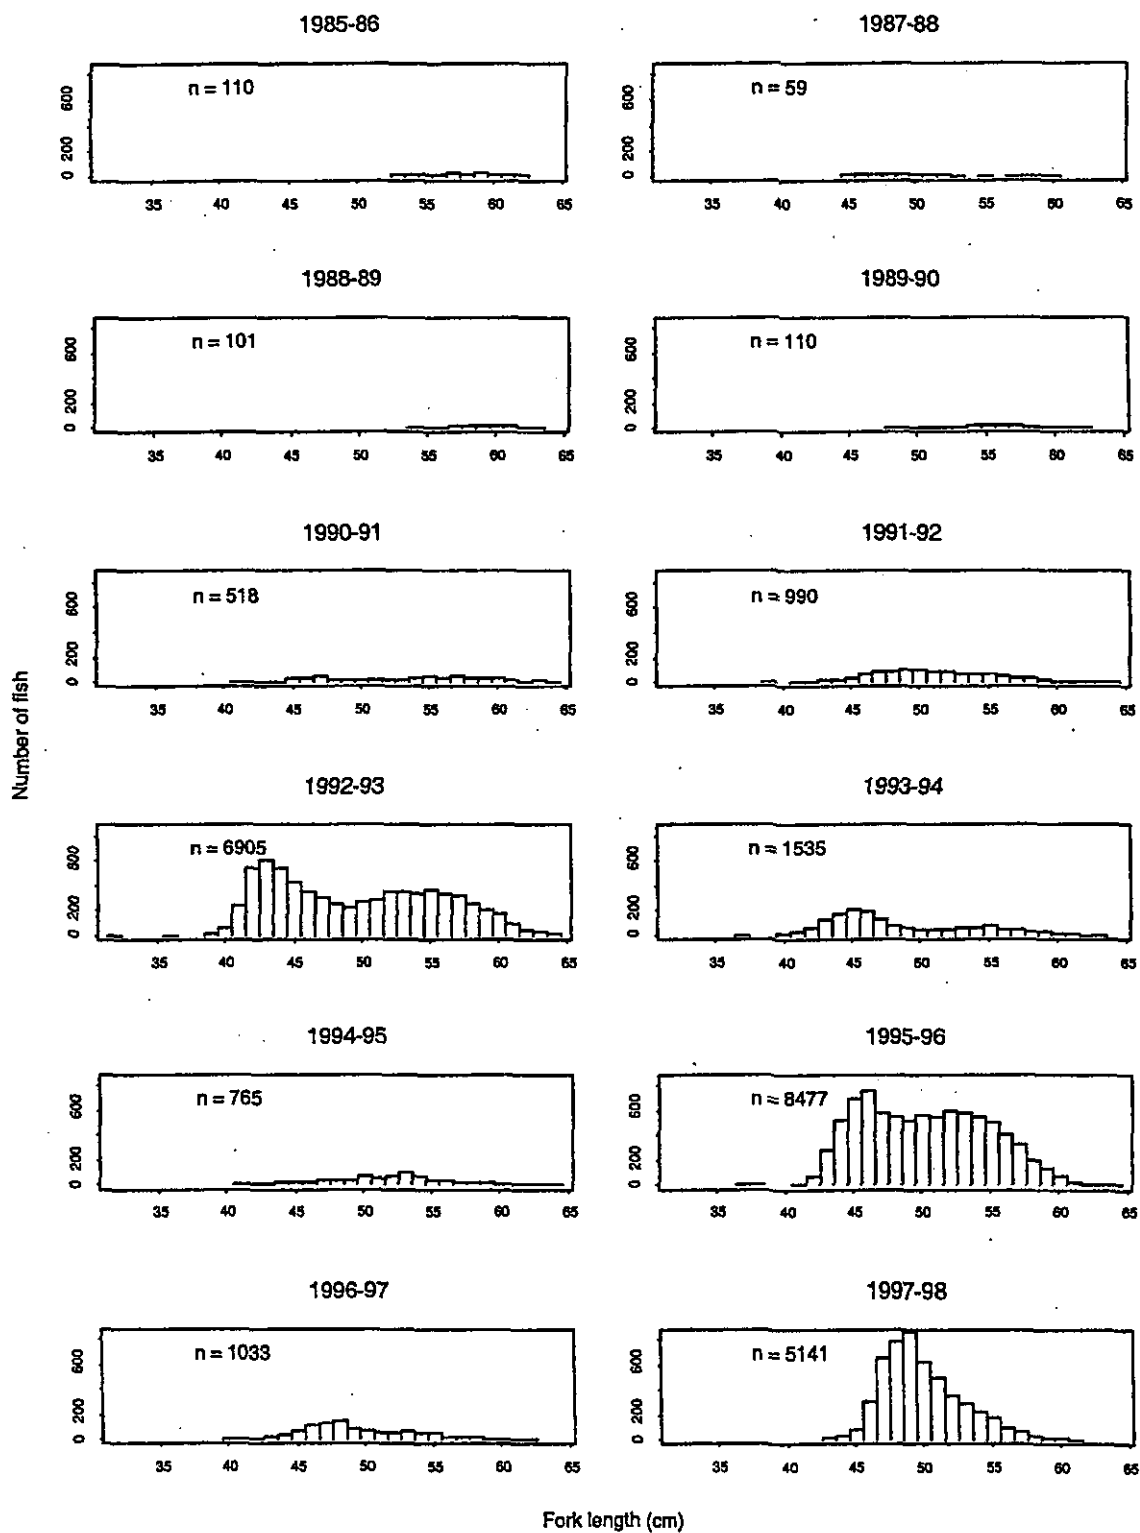 1985-86
1987-88
n = 110
n = 59
600
200
0
600
200
0
35 40 45 50 55 60 65
35 40 45 50 55 60 65
1988-89
1989-90
n = 101
n = 110
600
200
0
600
200
0
35 40 45 50 55 60 65
35 40 45 50 55 60 65
1990-91
1991-92
n = 518
n = 990
600
200
0
600
200
0
35 40 45 50 55 60 65
35 40 45 50 55 60 65
Number of fish
1992-93
1993-94
n = 6905
n = 1535
600
200
0
600
200
0
35 40 45 50 55 60 65
35 40 45 50 55 60 65
1994-95
1995-96
n = 765
n = 8477
600
200
0
600
200
0
35 40 45 50 55 60 65
35 40 45 50 55 60 65
1996-97
1997-98
n = 1033
n = 5141
600
200
0
600
200
0
35 40 45 50 55 60 65
35 40 45 50 55 60 65
Fork length (cm)